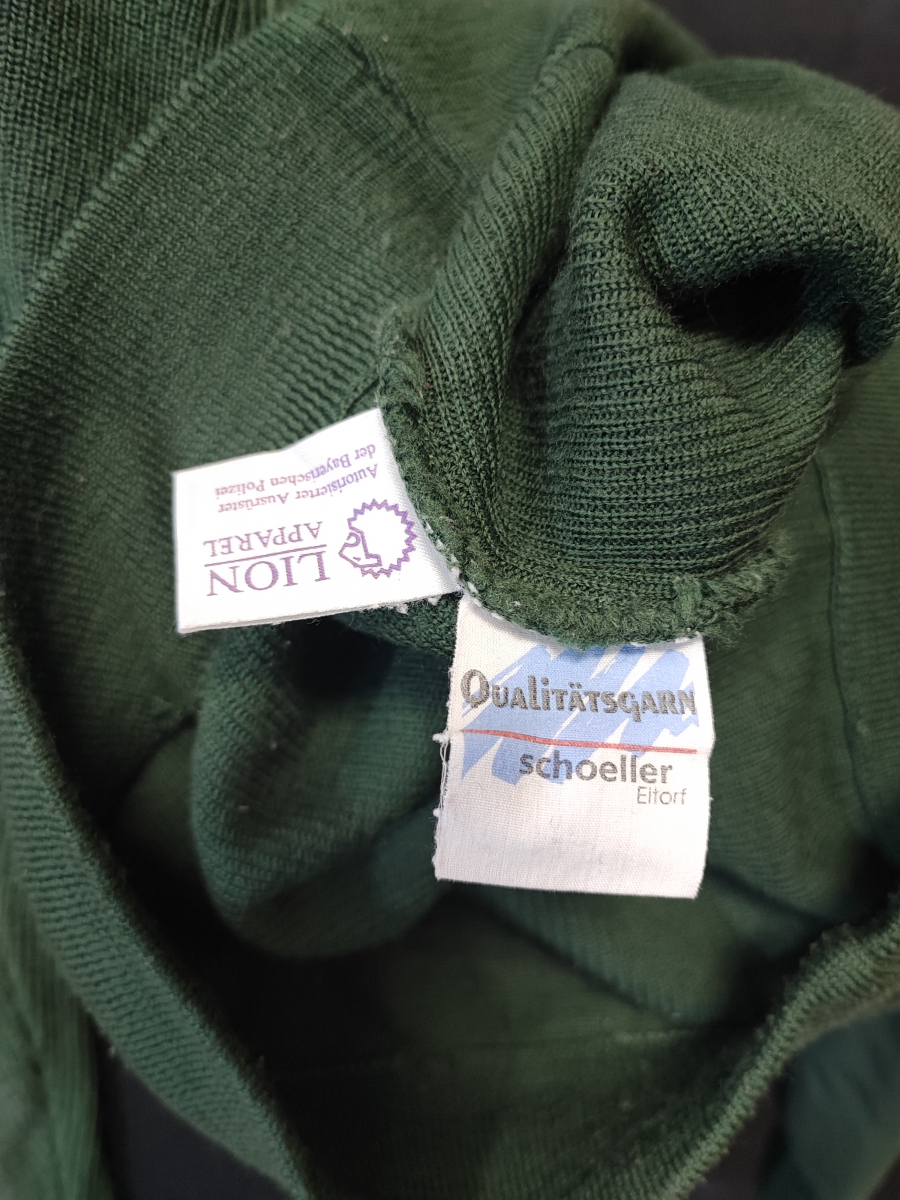 LION
APPAREL
Autorisierter Ausrüster
der Bayerischen Polizei
QUALITÄTSGARN
schoeller
Eitorf